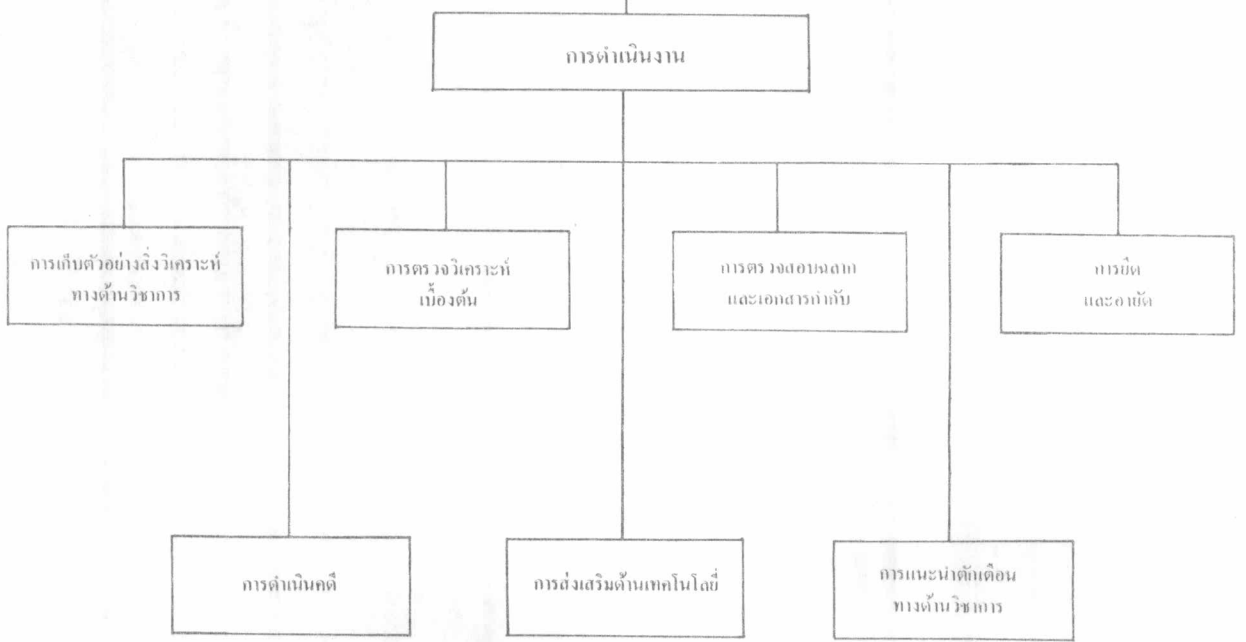 การดำเนินงาน
การเก็บตัวอย่างสิ่งวิเคราะห์
ทางด้านวิชาการ
การตรวจวิเคราะห์
เบื้องต้น
การตรวจสอบฉลาก
และเอกสารกำกับ
การยึด
และอายัด
การดำเนินคดี
การส่งเสริมด้านเทคโนโลยี่
การแนะนำตักเตือน
ทางด้านวิชาการ